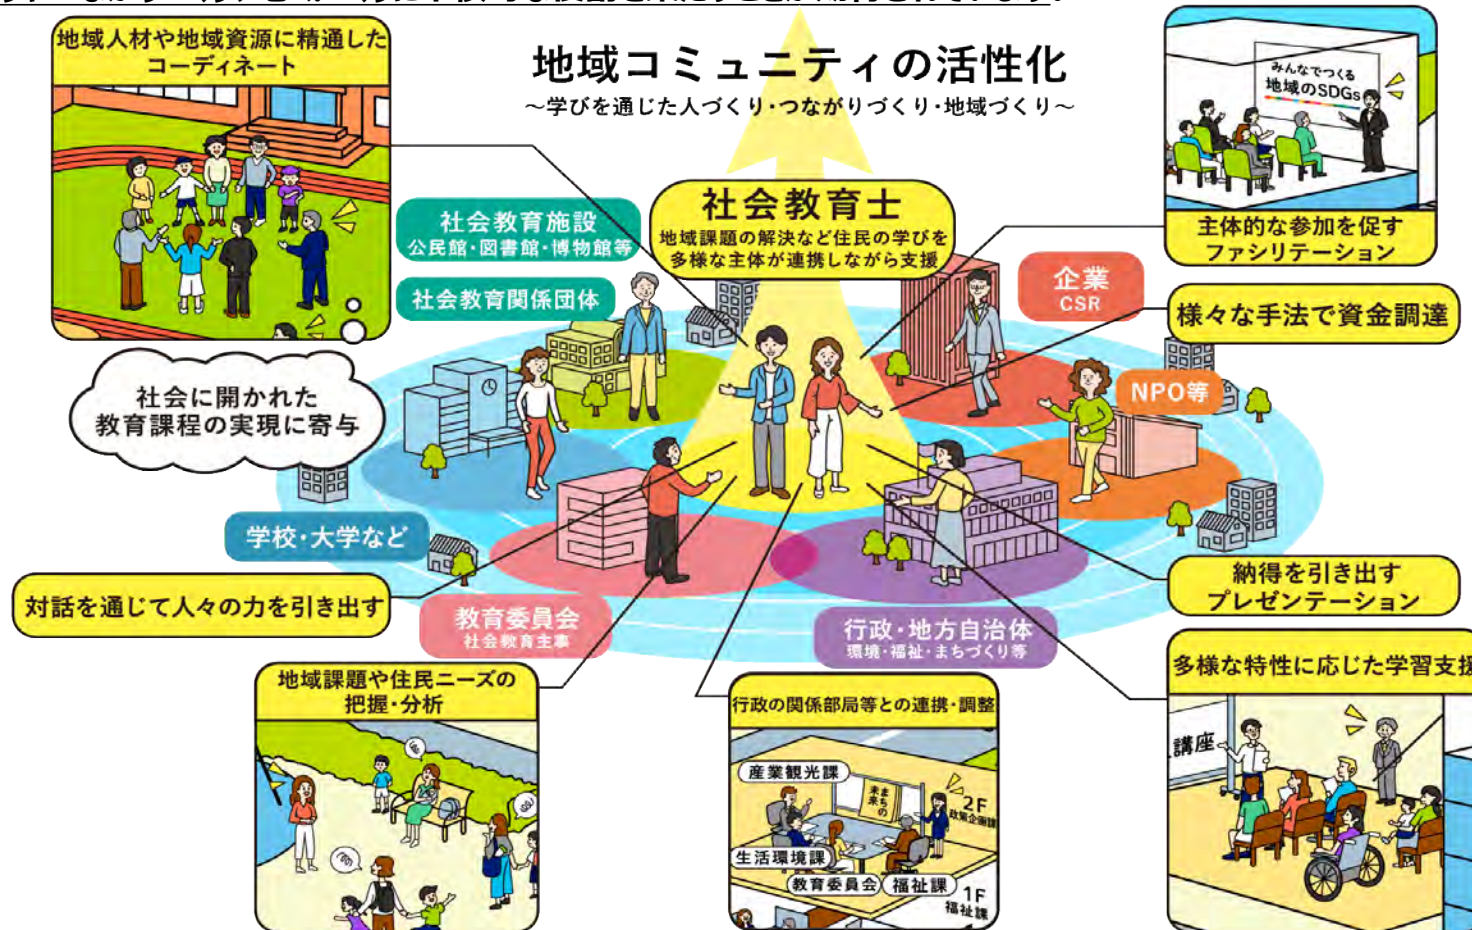 地域コミュニティの活性化
～学びを通じた人づくり・つながりづくり・地域づくり～
地域人材や地域資源に精通した
コーディネート
みんなでつくる
地域のSDGs
主体的な参加を促す
ファシリテーション
社会教育士
地域課題の解決など住民の学びを
多様な主体が連携しながら支援
社会教育施設
公民館・図書館・博物館等
社会教育関係団体
企業
CSR
様々な手法で資金調達
NPO等
社会に開かれた
教育課程の実現に寄与
学校・大学など
対話を通じて人々の力を引き出す
教育委員会
社会教育主事
行政・地方自治体
環境・福祉・まちづくり等
納得を引き出す
プレゼンテーション
地域課題や住民ニーズの
把握・分析
行政の関係部局等との連携・調整
産業観光課
まちの
未来
2F
政策企画課
生活環境課
教育委員会
福祉課
1F
福祉課
多様な特性に応じた学習支援
講座